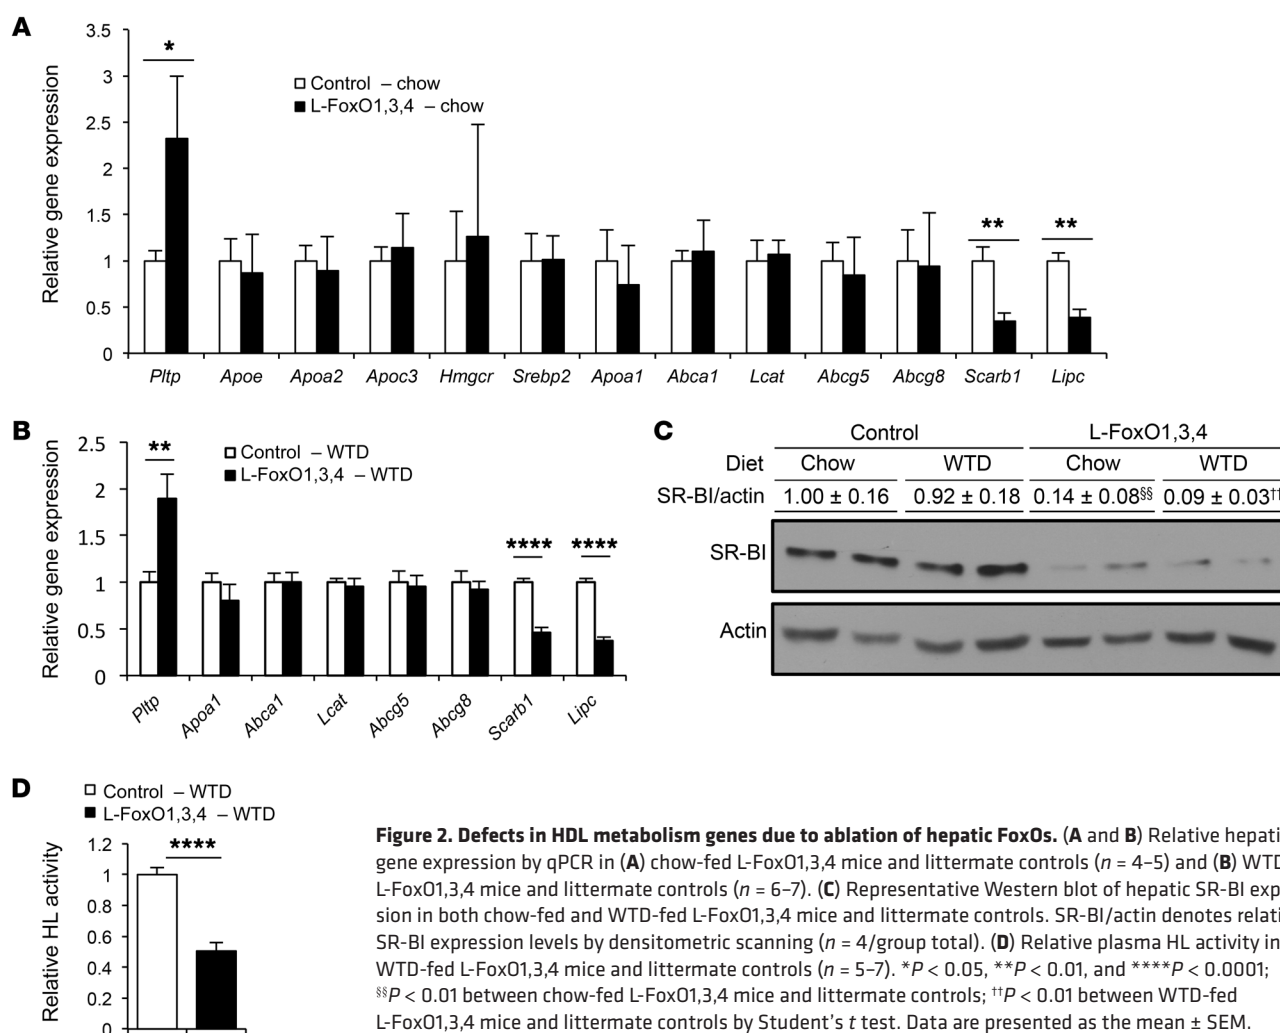 A
Relative gene expression
3.5
3
2.5
2
1.5
1
0.5
0
*
Control – chow
L-FoxO1,3,4 – chow
** **
Pltp Apoe Apoa2 Apoc3 Hmgcr Srebp2 Apoa1 Abca1 Lcat Abcg5 Abcg8 Scarb1 Lipc
B
Relative gene expression
2.5
2
1.5
1
0.5
0
**
Control – WTD
L-FoxO1,3,4 – WTD
**** ****
Pltp Apoa1 Abca1 Lcat Abcg5 Abcg8 Scarb1 Lipc
C
Control L-FoxO1,3,4
Diet Chow WTD Chow WTD
SR-BI/actin 1.00 ± 0.16 0.92 ± 0.18 0.14 ± 0.08§§ 0.09 ± 0.03††
SR-BI
Actin
D
Control – WTD
L-FoxO1,3,4 – WTD
Relative HL activity
1.2
1
0.8
0.6
0.4
0.2
0
****
Figure 2. Defects in HDL metabolism genes due to ablation of hepatic FoxOs. (A and B) Relative hepati
gene expression by qPCR in (A) chow-fed L-FoxO1,3,4 mice and littermate controls (n = 4–5) and (B) WTD
L-FoxO1,3,4 mice and littermate controls (n = 6–7). (C) Representative Western blot of hepatic SR-BI exp
sion in both chow-fed and WTD-fed L-FoxO1,3,4 mice and littermate controls. SR-BI/actin denotes relati
SR-BI expression levels by densitometric scanning (n = 4/group total). (D) Relative plasma HL activity in
WTD-fed L-FoxO1,3,4 mice and littermate controls (n = 5–7). *P < 0.05, **P < 0.01, and ****P < 0.0001;
§§P < 0.01 between chow-fed L-FoxO1,3,4 mice and littermate controls; ††P < 0.01 between WTD-fed
L-FoxO1,3,4 mice and littermate controls by Student's t test. Data are presented as the mean ± SEM.